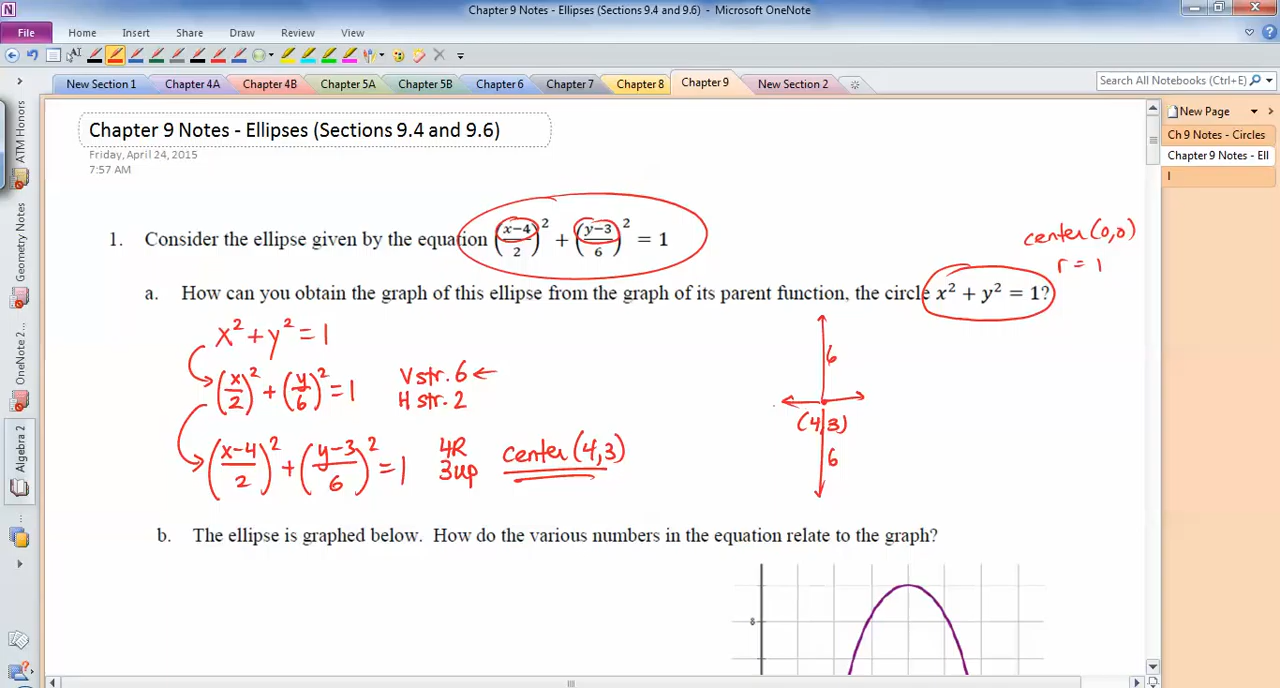 Chapter 9 Notes - Ellipses (Sections 9.4 and 9.6) - Microsoft OneNote
File Home Insert Share Draw Review View
New Section 1 Chapter 4A Chapter 4B Chapter 5A Chapter 5B Chapter 6 Chapter 7 Chapter 8 Chapter 9 New Section 2
Search All Notebooks (Ctrl+E)
ATM Honors
Geometry Notes
OneNote 2...
Algebra 2
New Page
Ch 9 Notes - Circles
Chapter 9 Notes - Ell
I
Chapter 9 Notes - Ellipses (Sections 9.4 and 9.6)
Friday, April 24, 2015
7:57 AM
1. Consider the ellipse given by the equation ((x−4)/2)² + ((y−3)/6)² = 1
center (0,0)
r = 1
a. How can you obtain the graph of this ellipse from the graph of its parent function, the circle x² + y² = 1?
x² + y² = 1
(x/2)² + (y/6)² = 1 V str. 6 ←
H str. 2
((x-4)/2)² + ((y-3)/6)² = 1 4R
3up
center (4,3)
6
(4,3)
6
b. The ellipse is graphed below. How do the various numbers in the equation relate to the graph?
8